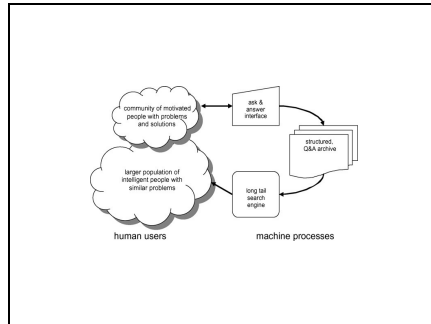 community of motivated
people with problems
and solutions
ask &
answer
interface
structured,
Q&A archive
larger population of
intelligent people with
similar problems
long tail
search
engine
human users
machine processes